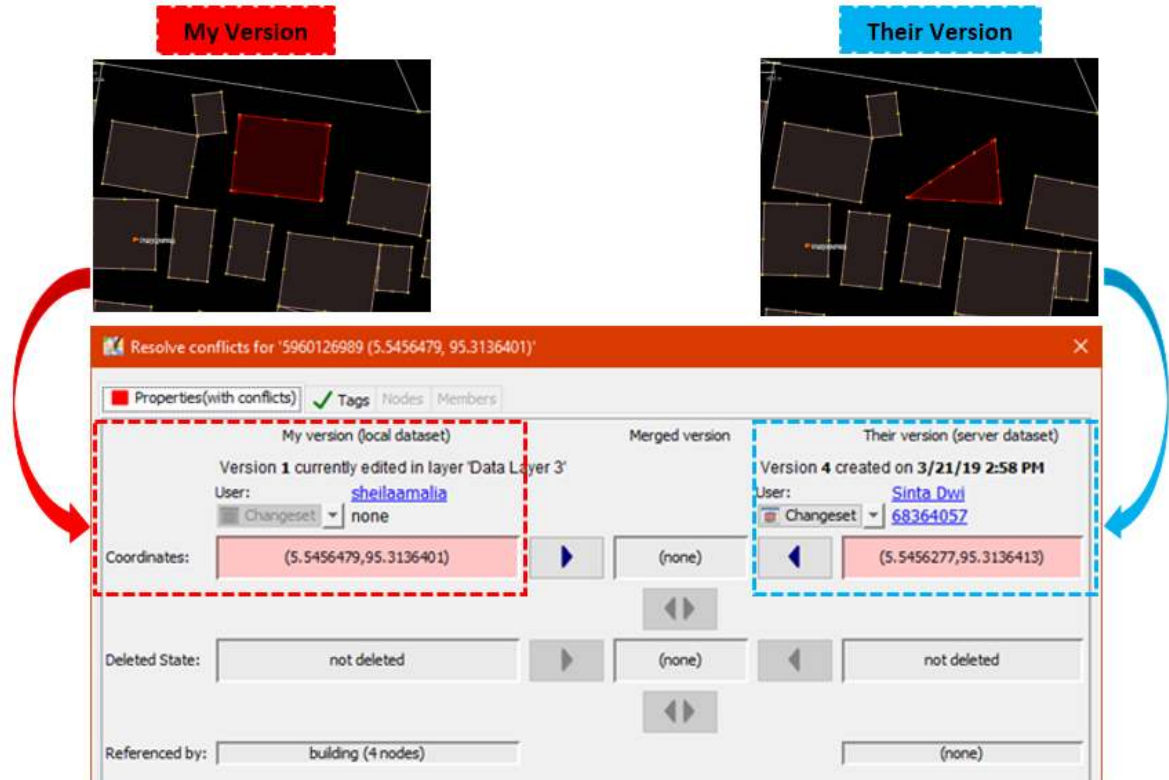 My Version
Their Version
Resolve conflicts for '5960126989 (5.5456479, 95.3136401)'
Properties(with conflicts) Tags Nodes Members
My version (local dataset) Merged version Their version (server dataset)
Version 1 currently edited in layer 'Data Layer 3' Version 4 created on 3/21/19 2:58 PM
User: sheilaamalia User: Sinta Dwi
Changeset none Changeset 68364057
Coordinates: (5.5456479,95.3136401) (none) (5.5456277,95.3136413)
Deleted State: not deleted (none) not deleted
Referenced by: building (4 nodes) (none)